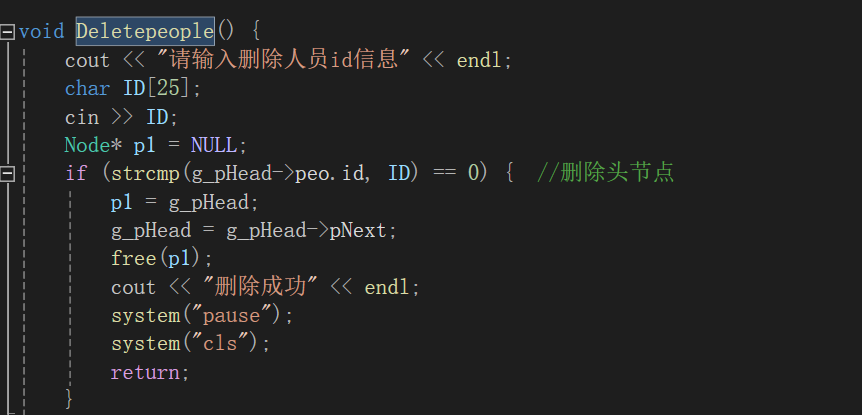 void Deletepeople() {
cout << "请输入删除人员id信息" << endl;
char ID[25];
cin >> ID;
Node* p1 = NULL;
if (strcmp(g_pHead->peo.id, ID) == 0) {  //删除头节点
p1 = g_pHead;
g_pHead = g_pHead->pNext;
free(p1);
cout << "删除成功" << endl;
system("pause");
system("cls");
return;
}